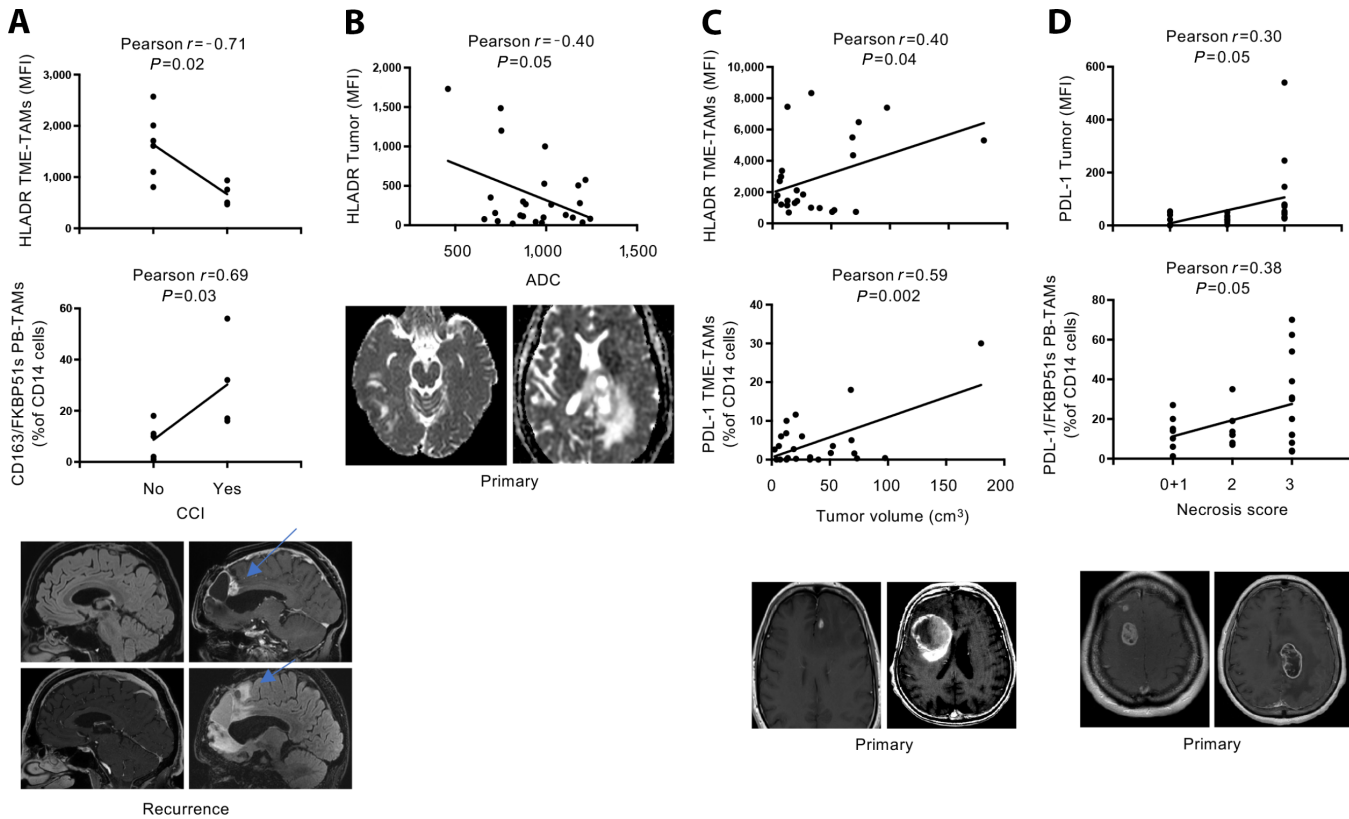 A
Pearson r=−0.71
P=0.02
HLADR TME-TAMs (MFI)
3,000
2,000
1,000
0
Pearson r=0.69
P=0.03
CD163/FKBP51s PB-TAMs
(%of CD14 cells)
60
40
20
0
No Yes
CCI
Recurrence
B
Pearson r=−0.40
P=0.05
HLADR Tumor (MFI)
2,000
1,500
1,000
500
0
500 1,000 1,500
ADC
Primary
C
Pearson r=0.40
P=0.04
HLADR TME-TAMs (MFI)
10,000
8,000
6,000
4,000
2,000
0
Pearson r=0.59
P=0.002
PDL-1 TME-TAMs
(%of CD14 cells)
40
30
20
10
0
0 50 100 150 200
Tumor volume (cm³)
Primary
D
Pearson r=0.30
P=0.05
PDL-1 Tumor (MFI)
600
400
200
0
Pearson r=0.38
P=0.05
PDL-1/FKBP51s PB-TAMs
(%of CD14 cells)
80
60
40
20
0
0+1 2 3
Necrosis score
Primary